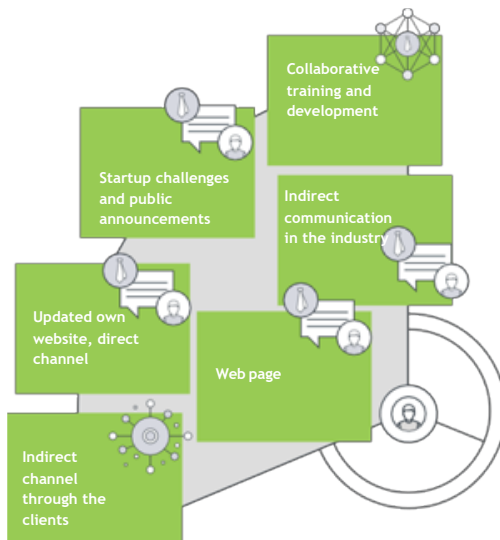 Collaborative
training and
development
Startup challenges
and public
announcements
Indirect
communication
in the industry
Updated own
website, direct
channel
Web page
Indirect
channel
through the
clients